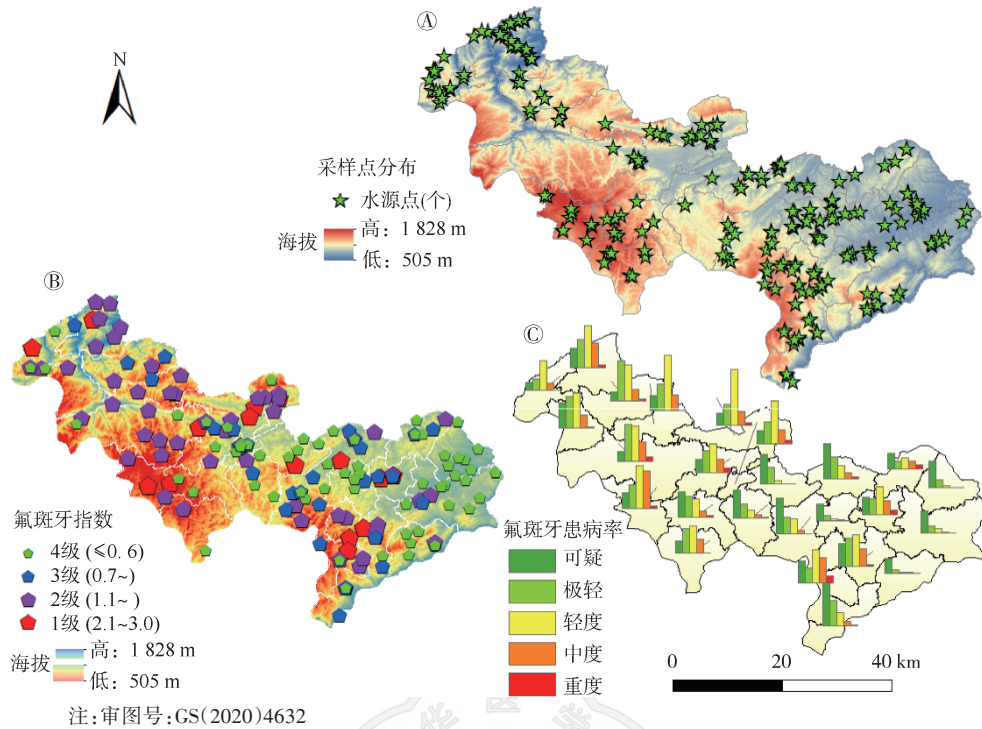 Ⓐ
N
采样点分布
水源点(个)
海拔
高: 1 828 m
低: 505 m
Ⓑ
Ⓒ
氟斑牙指数
4级 (≤0. 6)
3级 (0.7~)
2级 (1.1~)
1级 (2.1~3.0)
海拔
高: 1 828 m
低: 505 m
氟斑牙患病率
可疑
极轻
轻度
中度
重度
0 20 40 km
注:审图号:GS(2020)4632